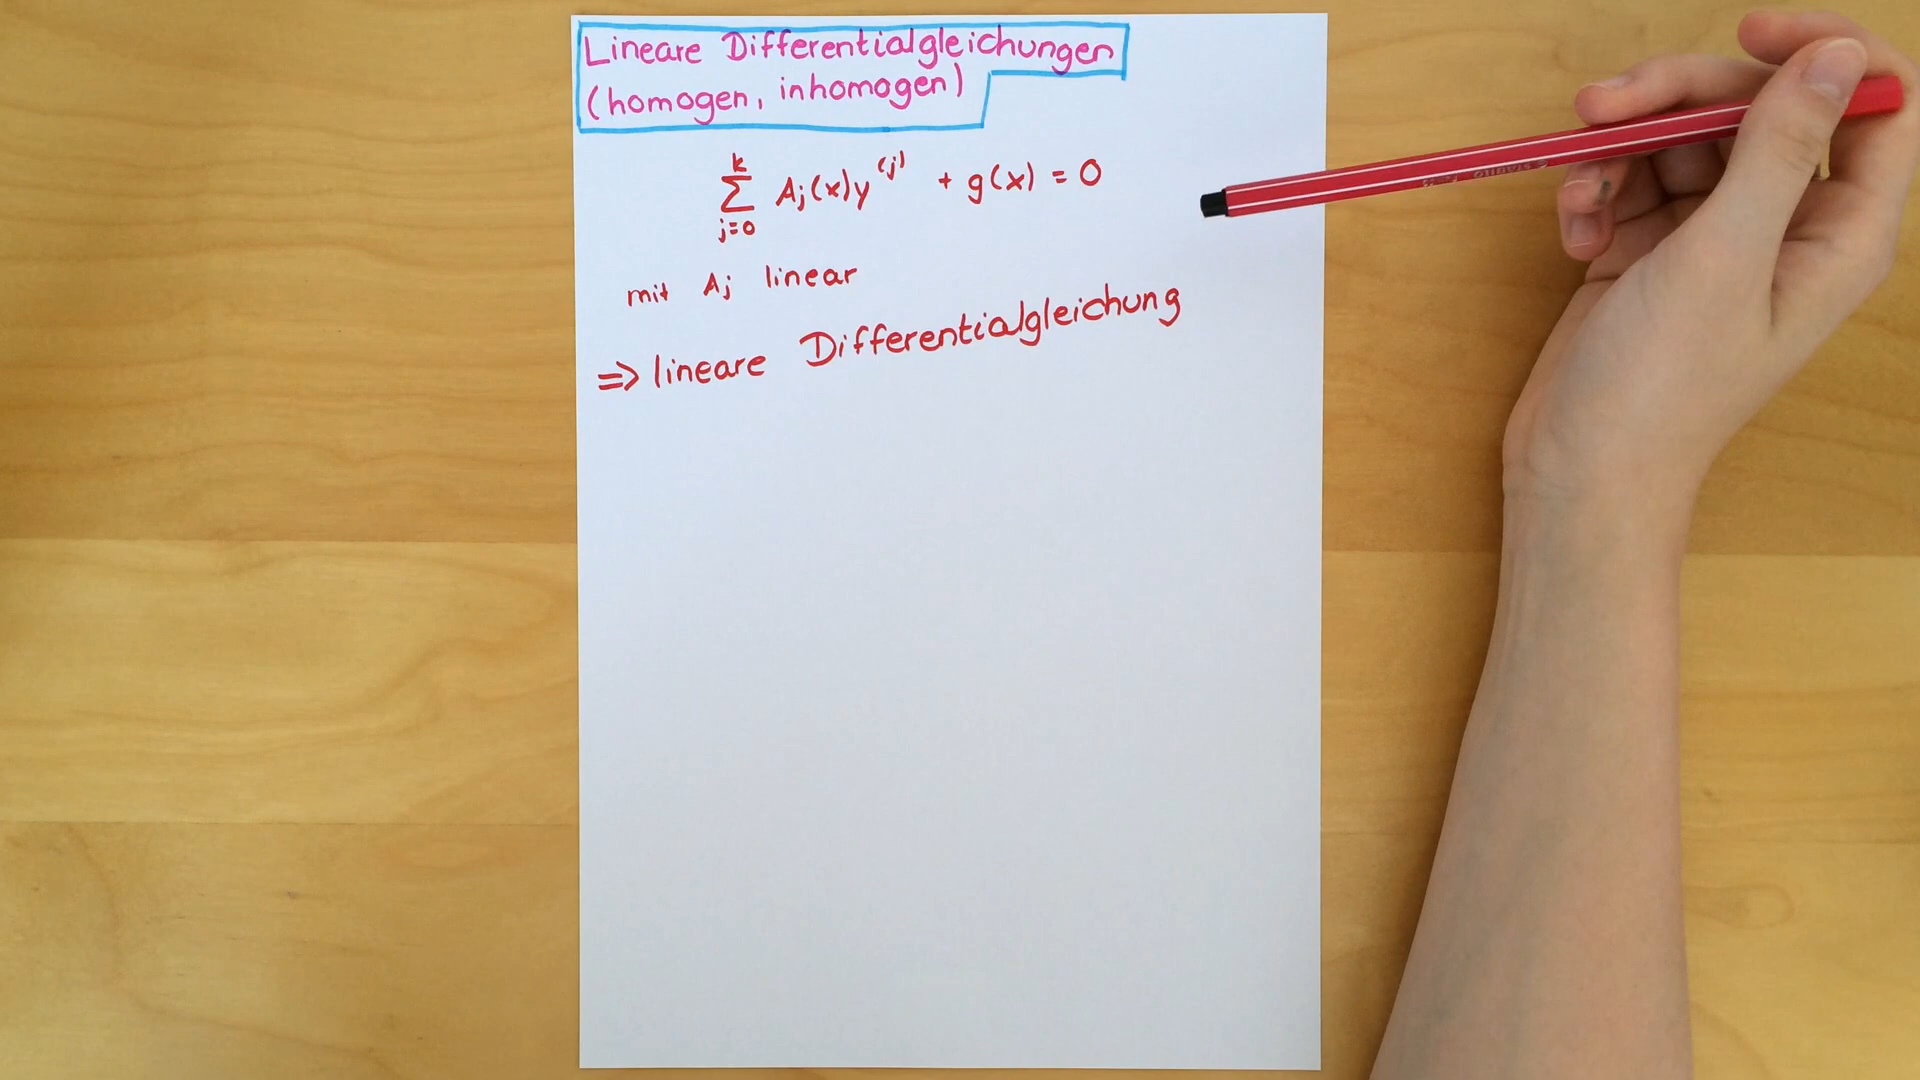 Lineare Differentialgleichungen
(homogen, inhomogen)
k
∑ Aj(x)y^(j) + g(x) = 0
j=0
mit Aj linear
=> lineare Differentialgleichung